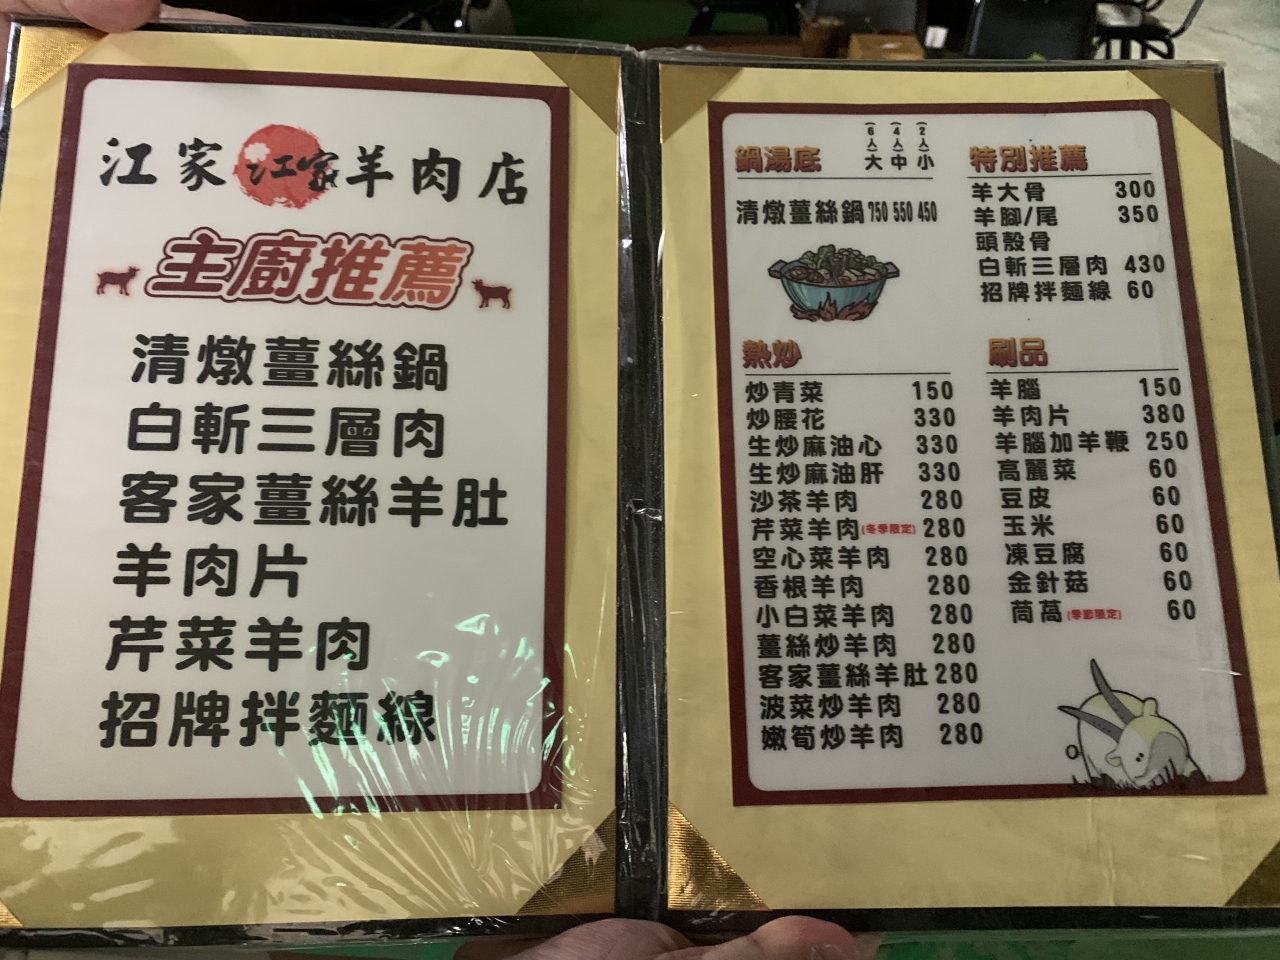 江家江家羊肉店
主廚推薦
清燉薑絲鍋
白斬三層肉
客家薑絲羊肚
羊肉片
芹菜羊肉
招牌拌麵線
鍋湯底 (6人)大 (4人)中 (2人)小
清燉薑絲鍋 750 550 450
特別推薦
羊大骨 300
羊腳/尾 350
頭殼骨
白斬三層肉 430
招牌拌麵線 60
熱炒
炒青菜 150
炒腰花 330
生炒麻油心 330
生炒麻油肝 330
沙茶羊肉 280
芹菜羊肉(冬季限定) 280
空心菜羊肉 280
香根羊肉 280
小白菜羊肉 280
薑絲炒羊肉 280
客家薑絲羊肚 280
波菜炒羊肉 280
嫩筍炒羊肉 280
刷品
羊腦 150
羊肉片 380
羊腦加羊鞭 250
高麗菜 60
豆皮 60
玉米 60
凍豆腐 60
金針菇 60
茼萵(季節限定) 60